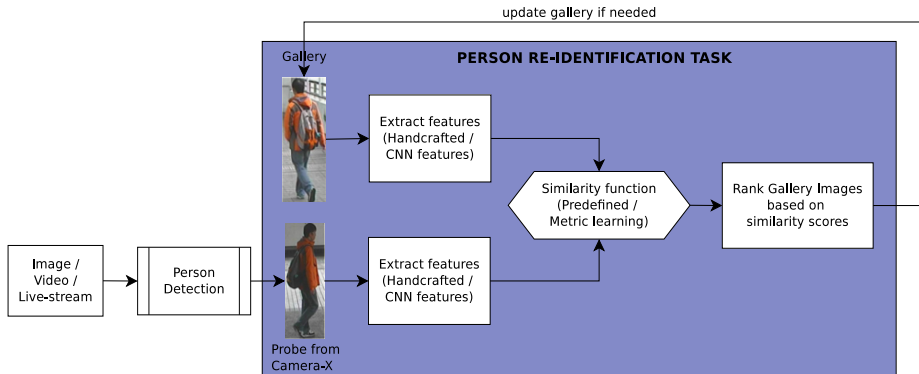 update gallery if needed
Gallery
PERSON RE-IDENTIFICATION TASK
Extract features
(Handcrafted /
CNN features)
Similarity function
(Predefined /
Metric learning)
Rank Gallery Images
based on
similarity scores
Image /
Video /
Live-stream
Person
Detection
Extract features
(Handcrafted /
CNN features)
Probe from
Camera-X